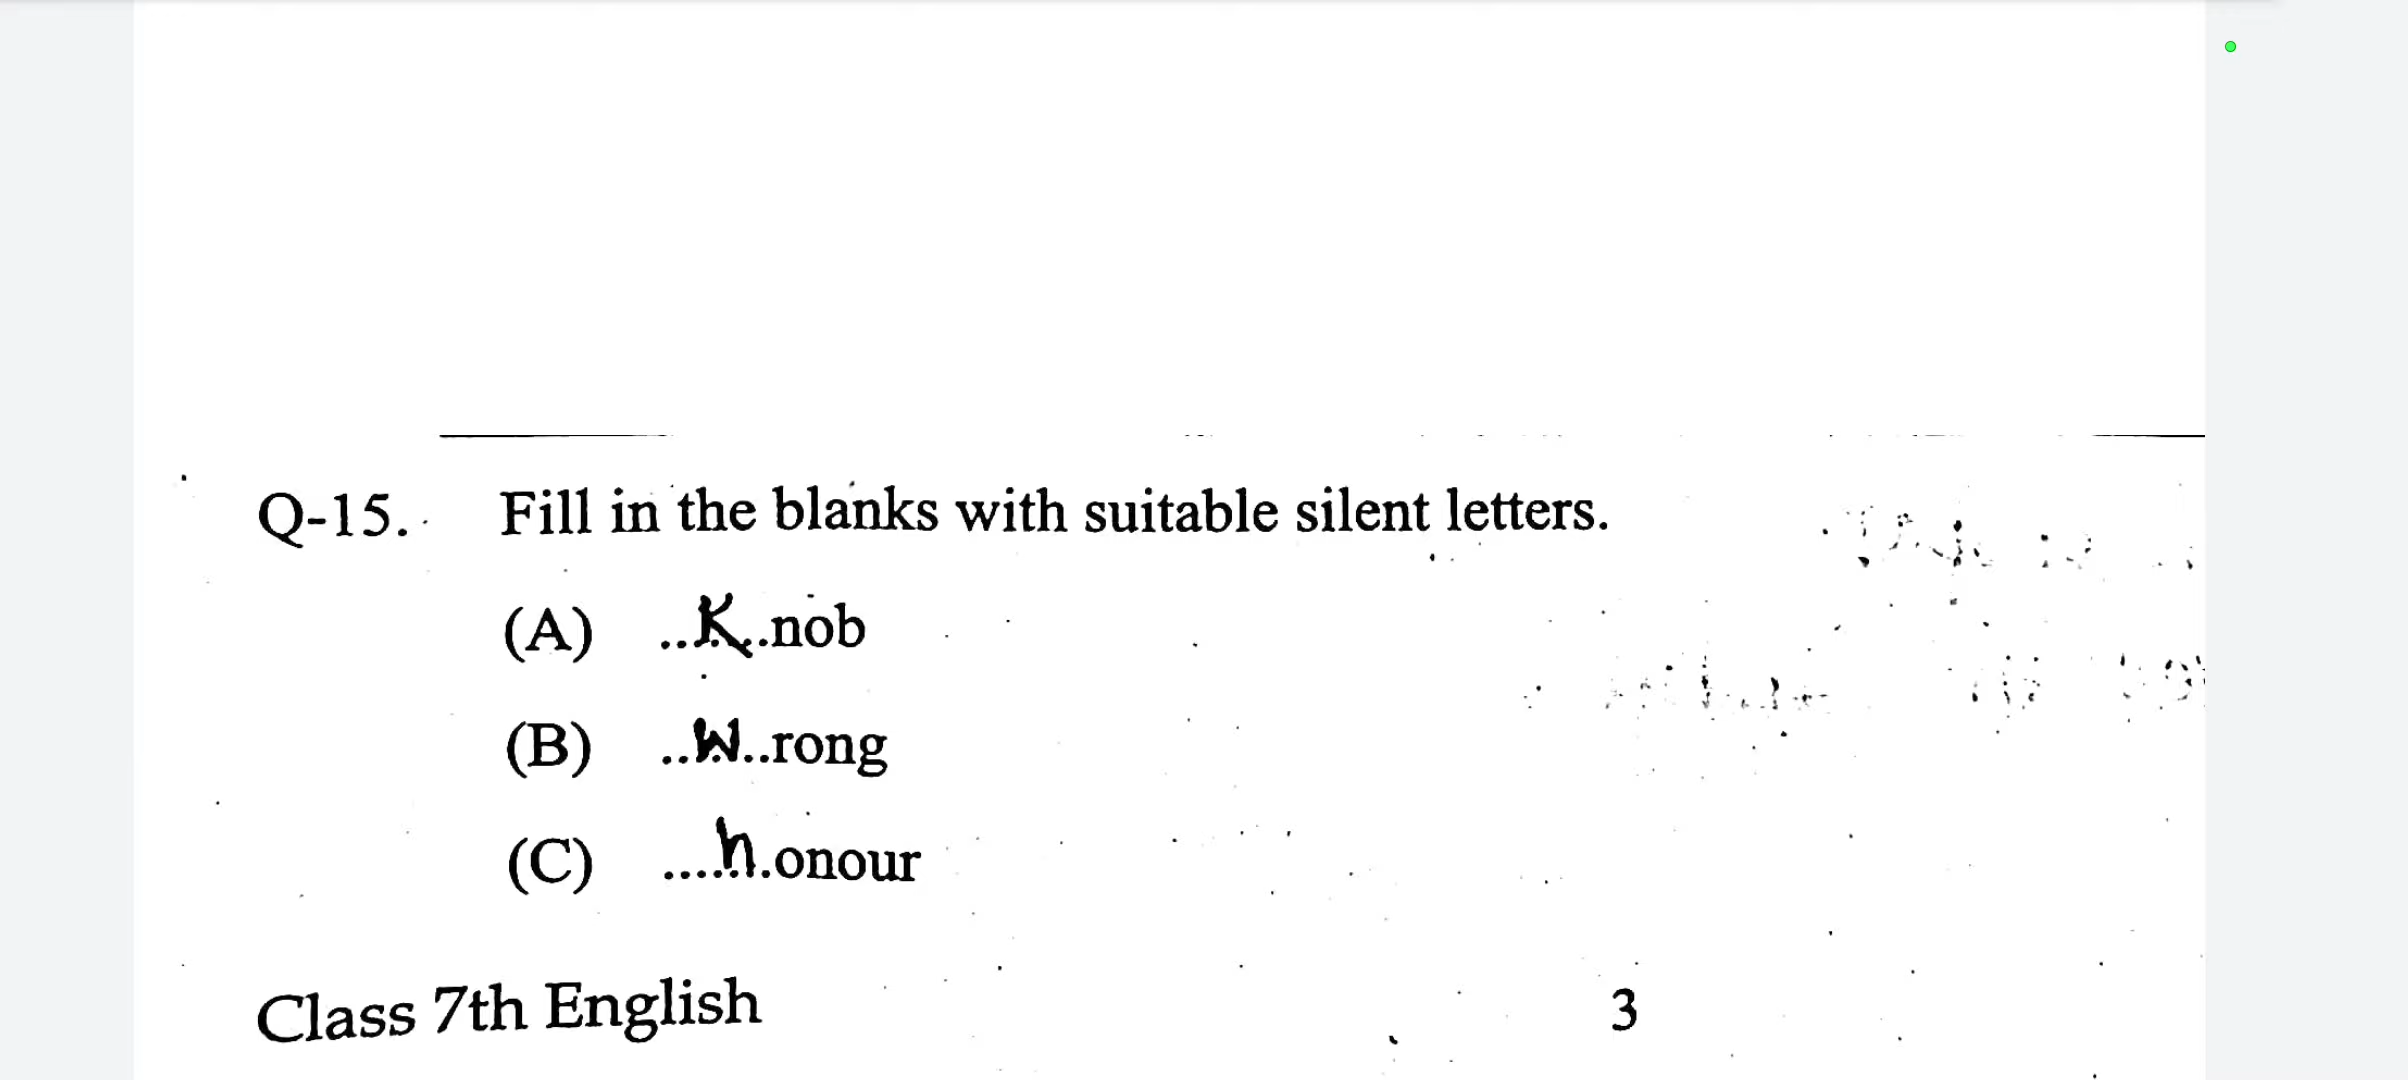 Q-15. Fill in the blanks with suitable silent letters.
(A) ..K..nob
(B) ..W..rong
(C) ....h.onour
Class 7th English 3